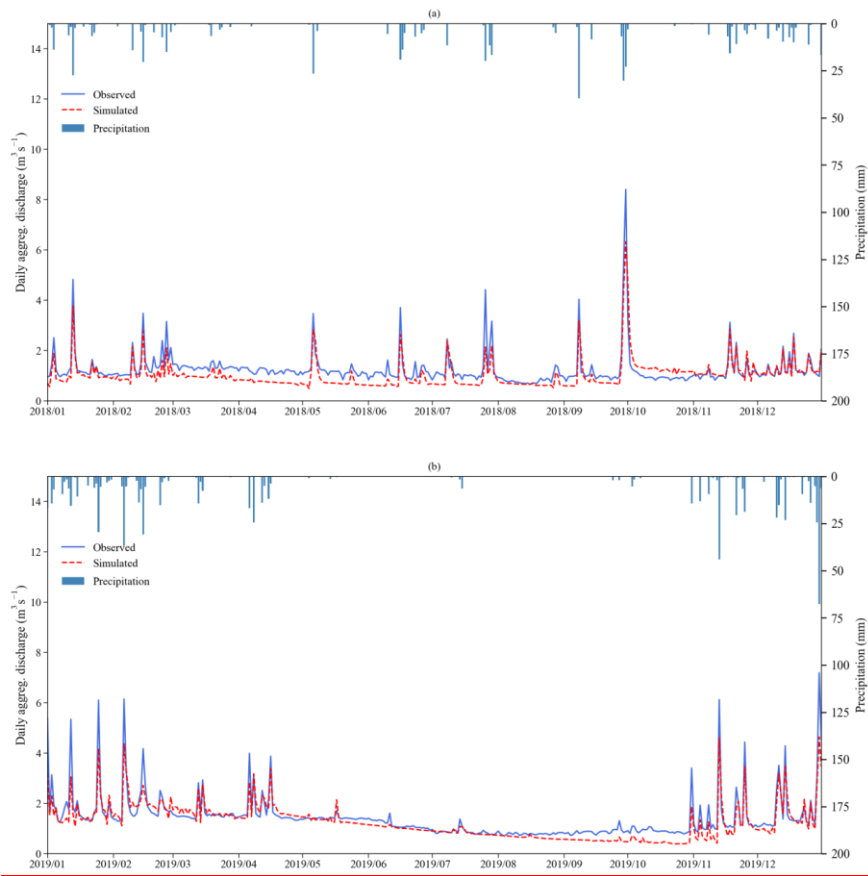 (a)
14
12
10
8
6
4
2
0
Daily aggreg. discharge (m³ s⁻¹)
Observed
Simulated
Precipitation
0
25
50
75
100
125
150
175
200
Precipitation (mm)
2018/01 2018/02 2018/03 2018/04 2018/05 2018/06 2018/07 2018/08 2018/09 2018/10 2018/11 2018/12
(b)
14
12
10
8
6
4
2
0
Daily aggreg. discharge (m³ s⁻¹)
Observed
Simulated
Precipitation
0
25
50
75
100
125
150
175
200
Precipitation (mm)
2019/01 2019/02 2019/03 2019/04 2019/05 2019/06 2019/07 2019/08 2019/09 2019/10 2019/11 2019/12